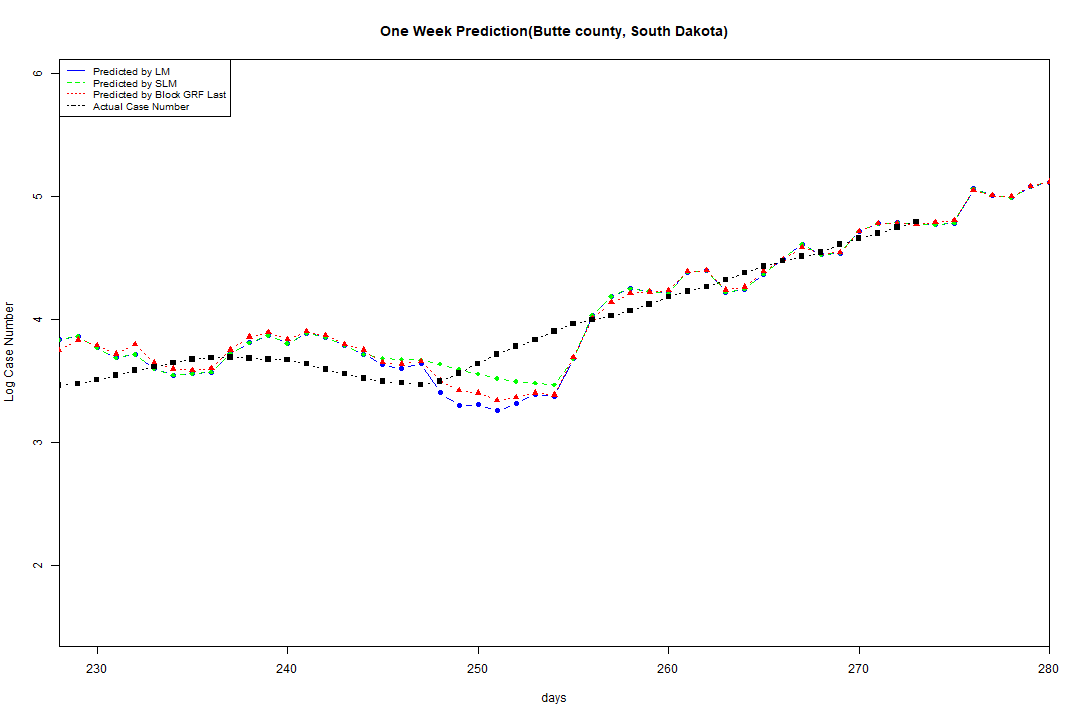 One Week Prediction(Butte county, South Dakota)
Predicted by LM
Predicted by SLM
Predicted by Block GRF Last
Actual Case Number
Log Case Number
6
5
4
3
2
230 240 250 260 270 280
days